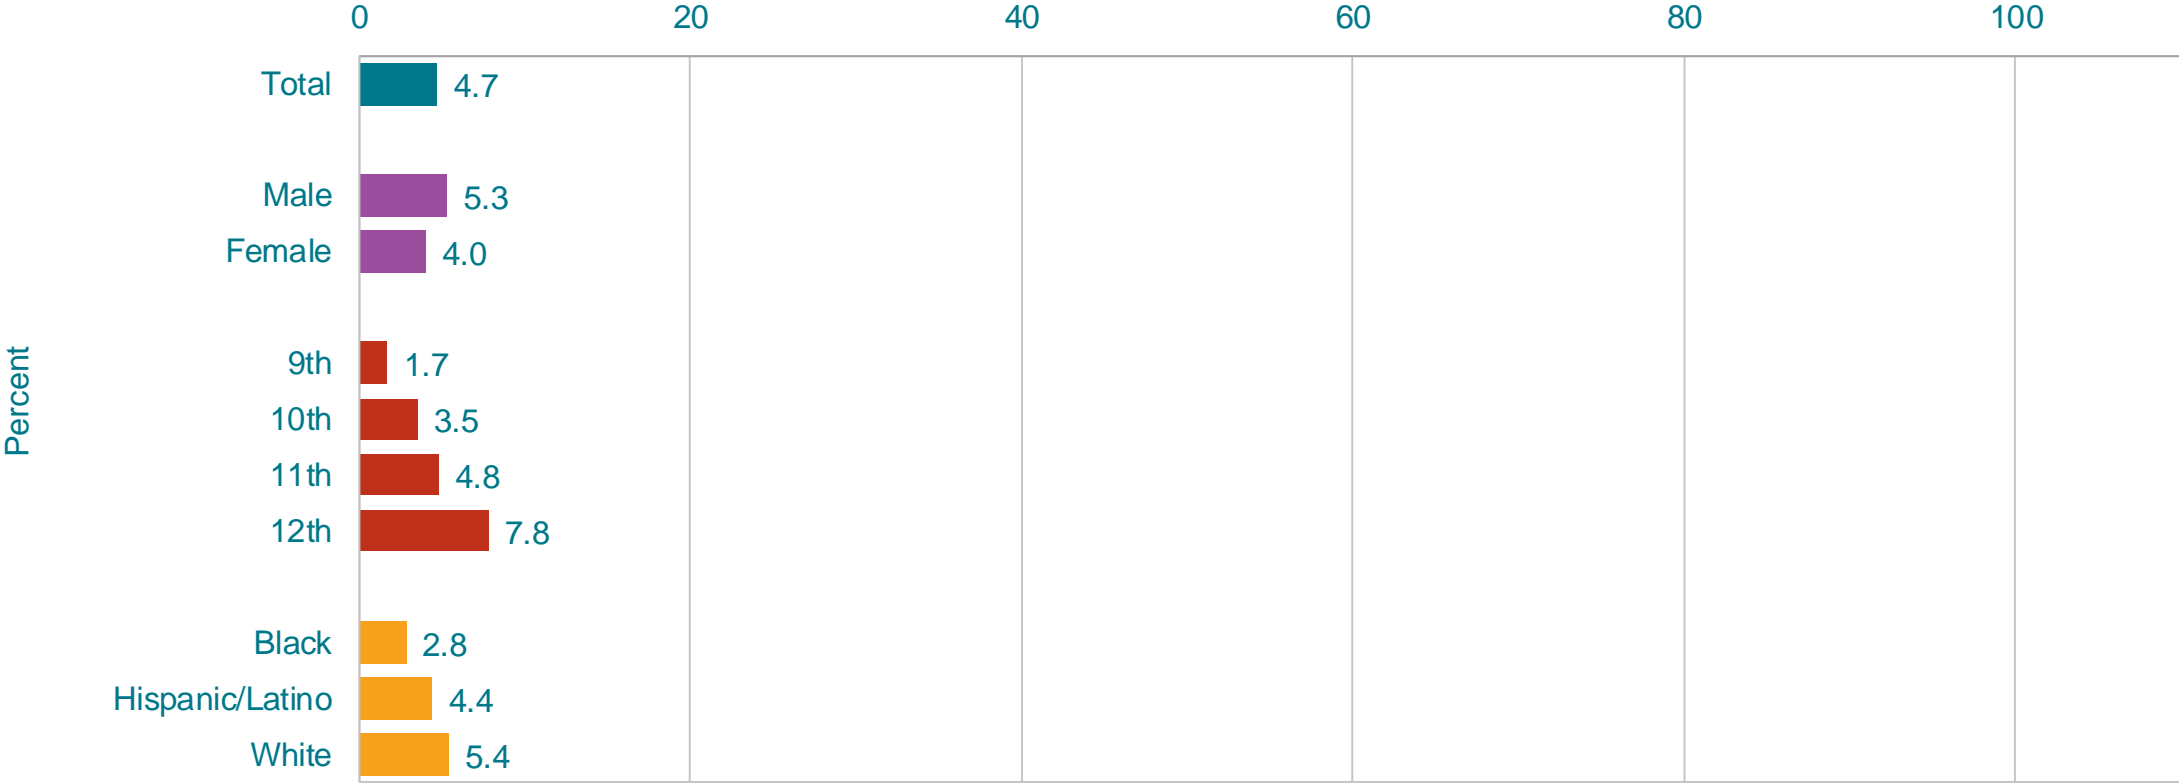 0 20 40 60 80 100
Total 4.7
Male 5.3
Female 4.0
Percent
9th 1.7
10th 3.5
11th 4.8
12th 7.8
Black 2.8
Hispanic/Latino 4.4
White 5.4